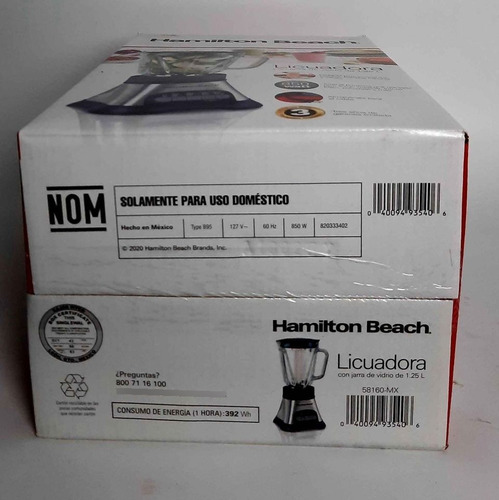 Hamilton Beach
Licuadora
3
NOM
SOLAMENTE PARA USO DOMÉSTICO
Hecho en México
Type B95
127 V~
60 Hz
850 W
820333402
© 2020 Hamilton Beach Brands, Inc.
0 40094 93540 6
Hamilton Beach
Licuadora
con jarra de vidrio de 1.25 L
58160-MX
0 40094 93540 6
¿Preguntas?
800 71 16 100
CONSUMO DE ENERGÍA (1 HORA): 392 Wh